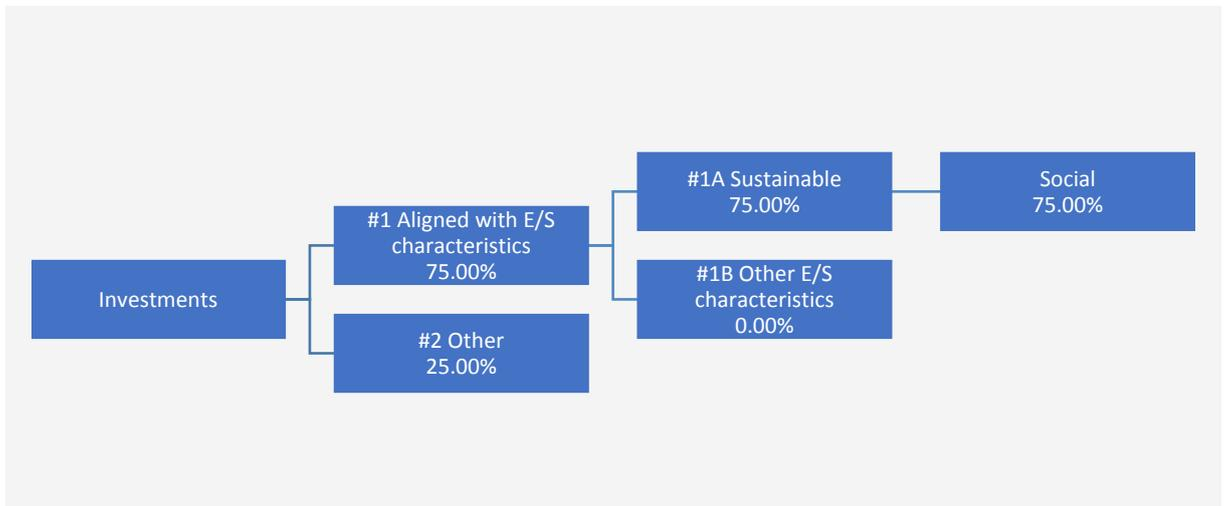 Investments
#1 Aligned with E/S
characteristics
75.00%
#2 Other
25.00%
#1A Sustainable
75.00%
#1B Other E/S
characteristics
0.00%
Social
75.00%